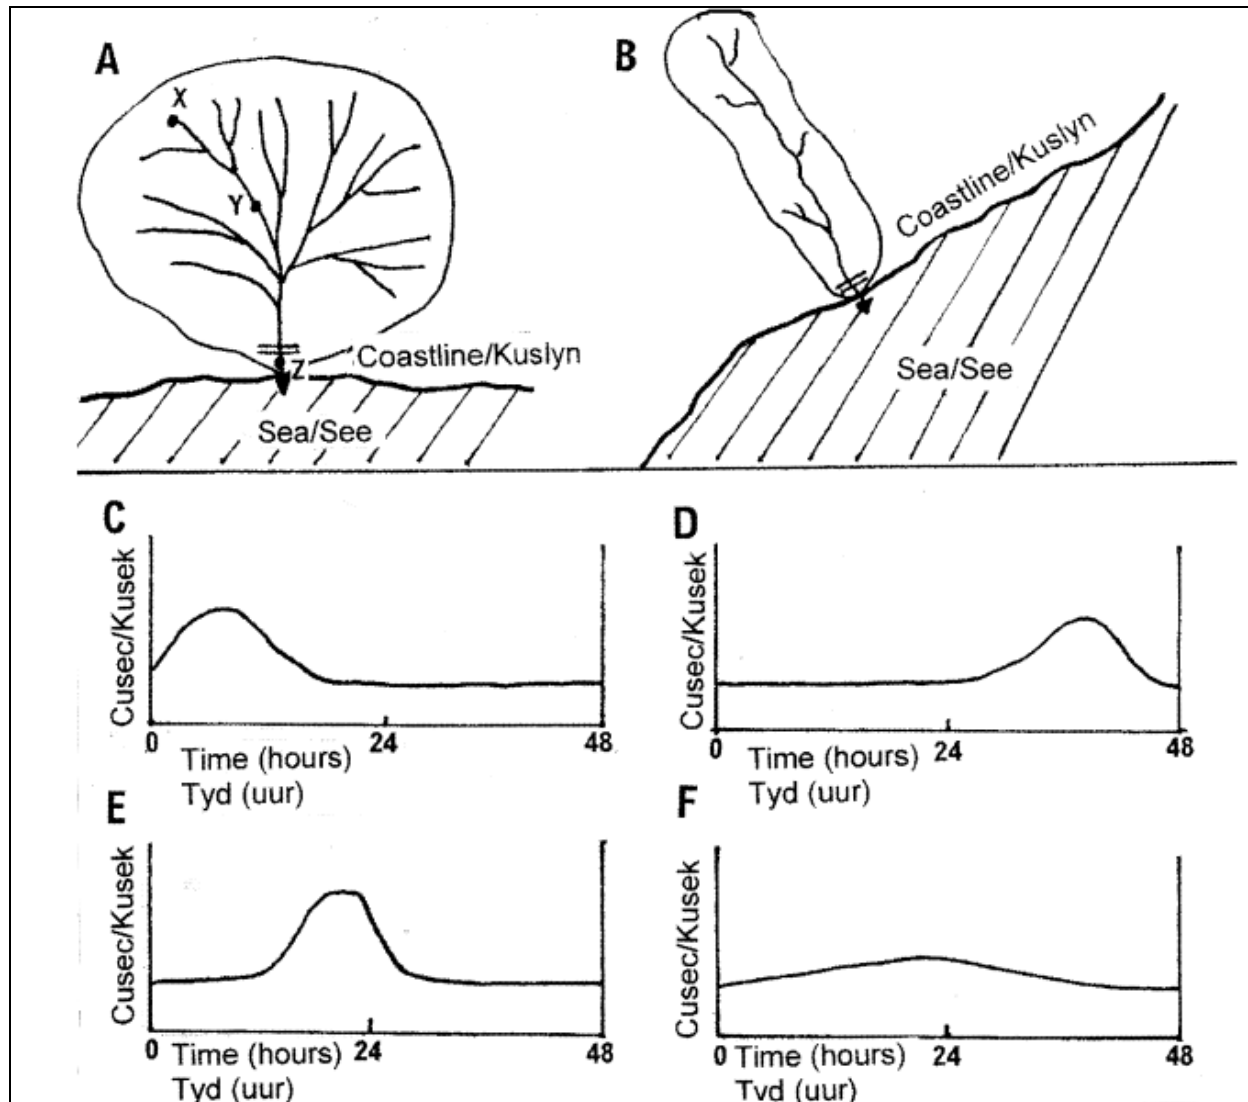 A
X
Y
Z
Coastline/Kuslyn
Sea/See
B
Coastline/Kuslyn
Sea/See
C
Cusec/Kusek
0
24
48
Time (hours)
Tyd (uur)
D
Cusec/Kusek
0
24
48
Time (hours)
Tyd (uur)
E
Cusec/Kusek
0
24
48
Time (hours)
Tyd (uur)
F
Cusec/Kusek
0
24
48
Time (hours)
Tyd (uur)